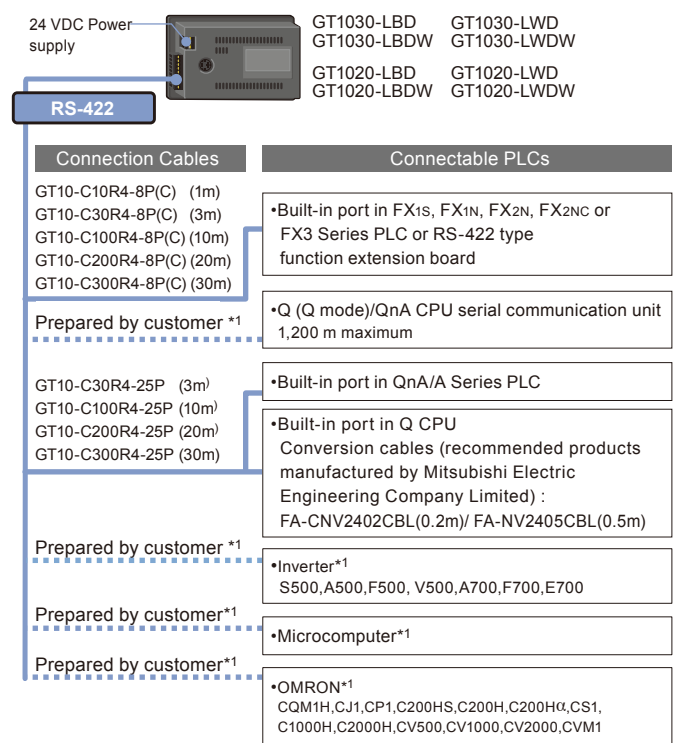 24 VDC Power
supply
GT1030-LBD GT1030-LWD
GT1030-LBDW GT1030-LWDW
GT1020-LBD GT1020-LWD
GT1020-LBDW GT1020-LWDW
RS-422
Connection Cables
Connectable PLCs
GT10-C10R4-8P(C) (1m)
GT10-C30R4-8P(C) (3m)
GT10-C100R4-8P(C) (10m)
GT10-C200R4-8P(C) (20m)
GT10-C300R4-8P(C) (30m)
•Built-in port in FX1S, FX1N, FX2N, FX2NC or
FX3 Series PLC or RS-422 type
function extension board
Prepared by customer *1
•Q (Q mode)/QnA CPU serial communication unit
1,200 m maximum
GT10-C30R4-25P (3m)
GT10-C100R4-25P (10m)
GT10-C200R4-25P (20m)
GT10-C300R4-25P (30m)
•Built-in port in QnA/A Series PLC
•Built-in port in Q CPU
Conversion cables (recommended products
manufactured by Mitsubishi Electric
Engineering Company Limited) :
FA-CNV2402CBL(0.2m)/ FA-NV2405CBL(0.5m)
Prepared by customer *1
•Inverter*1
S500,A500,F500, V500,A700,F700,E700
Prepared by customer*1
•Microcomputer*1
Prepared by customer*1
•OMRON*1
CQM1H,CJ1,CP1,C200HS,C200H,C200Hα,CS1,
C1000H,C2000H,CV500,CV1000,CV2000,CVM1